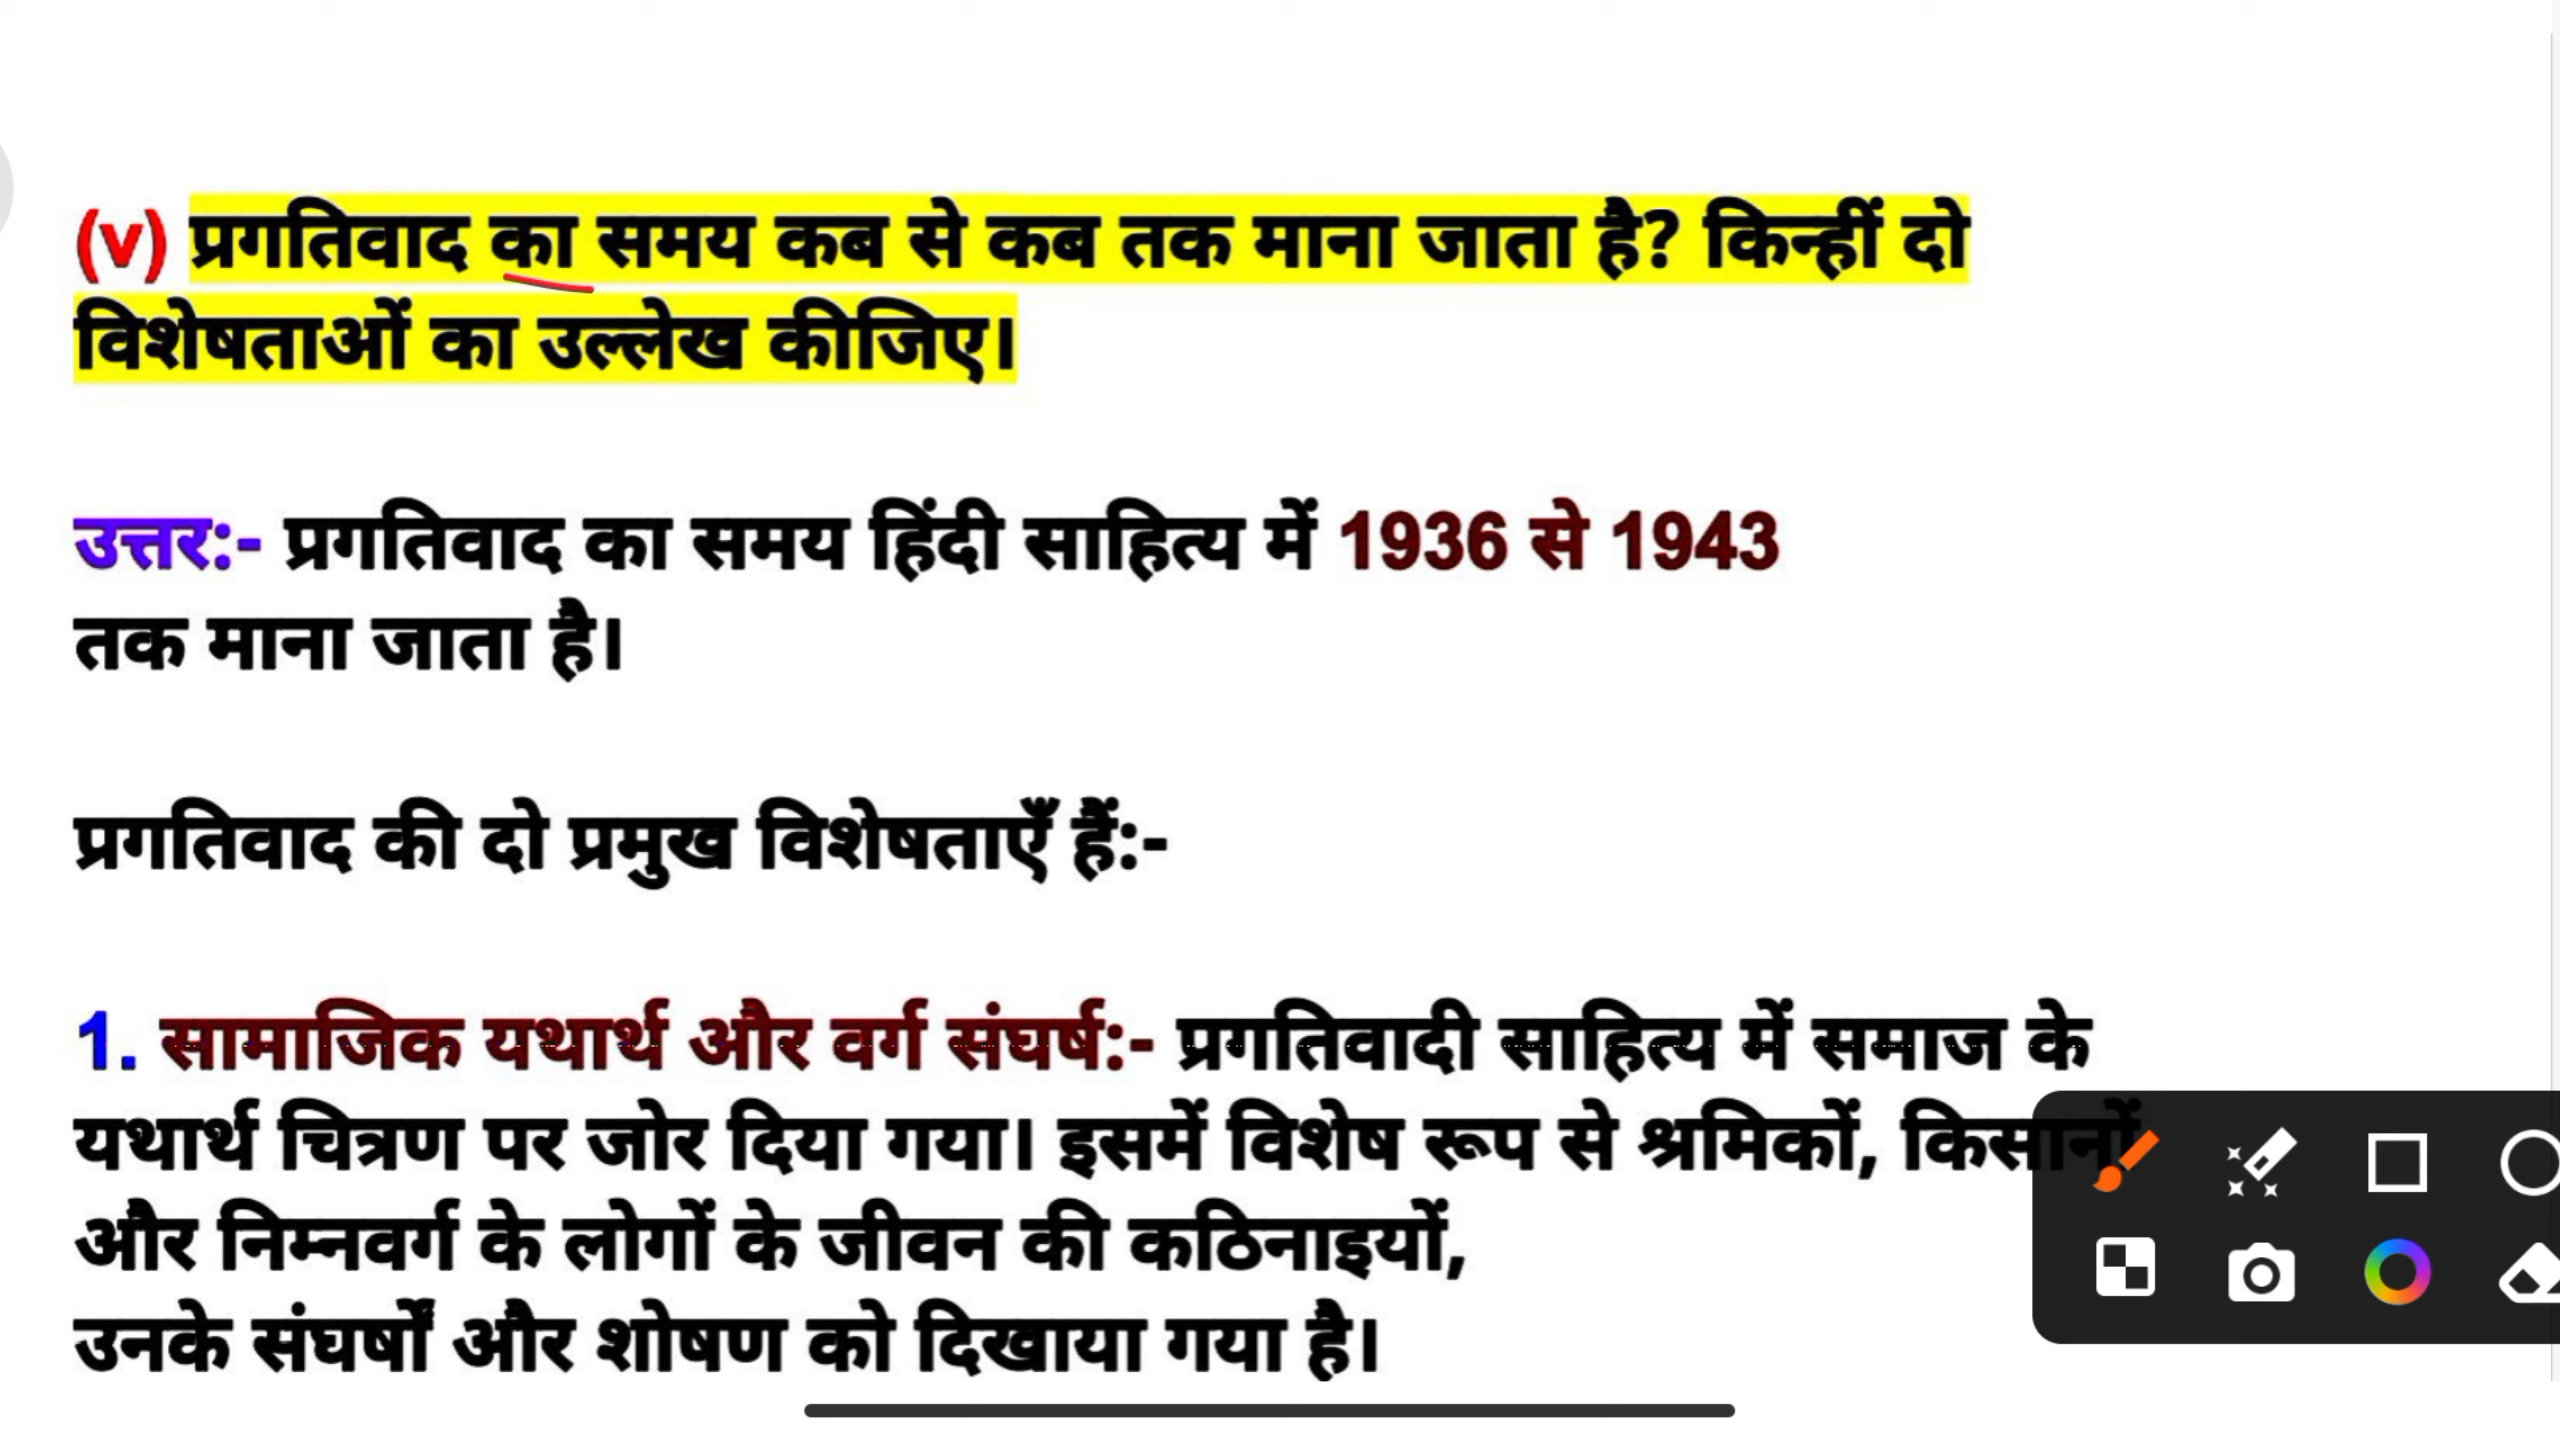 (v) प्रगतिवाद का समय कब से कब तक माना जाता है? किन्हीं दो
विशेषताओं का उल्लेख कीजिए।
उत्तर:- प्रगतिवाद का समय हिंदी साहित्य में 1936 से 1943
तक माना जाता है।
प्रगतिवाद की दो प्रमुख विशेषताएँ हैं:-
1. सामाजिक यथार्थ और वर्ग संघर्ष:- प्रगतिवादी साहित्य में समाज के
यथार्थ चित्रण पर जोर दिया गया। इसमें विशेष रूप से श्रमिकों, किसानों
और निम्नवर्ग के लोगों के जीवन की कठिनाइयों,
उनके संघर्षों और शोषण को दिखाया गया है।